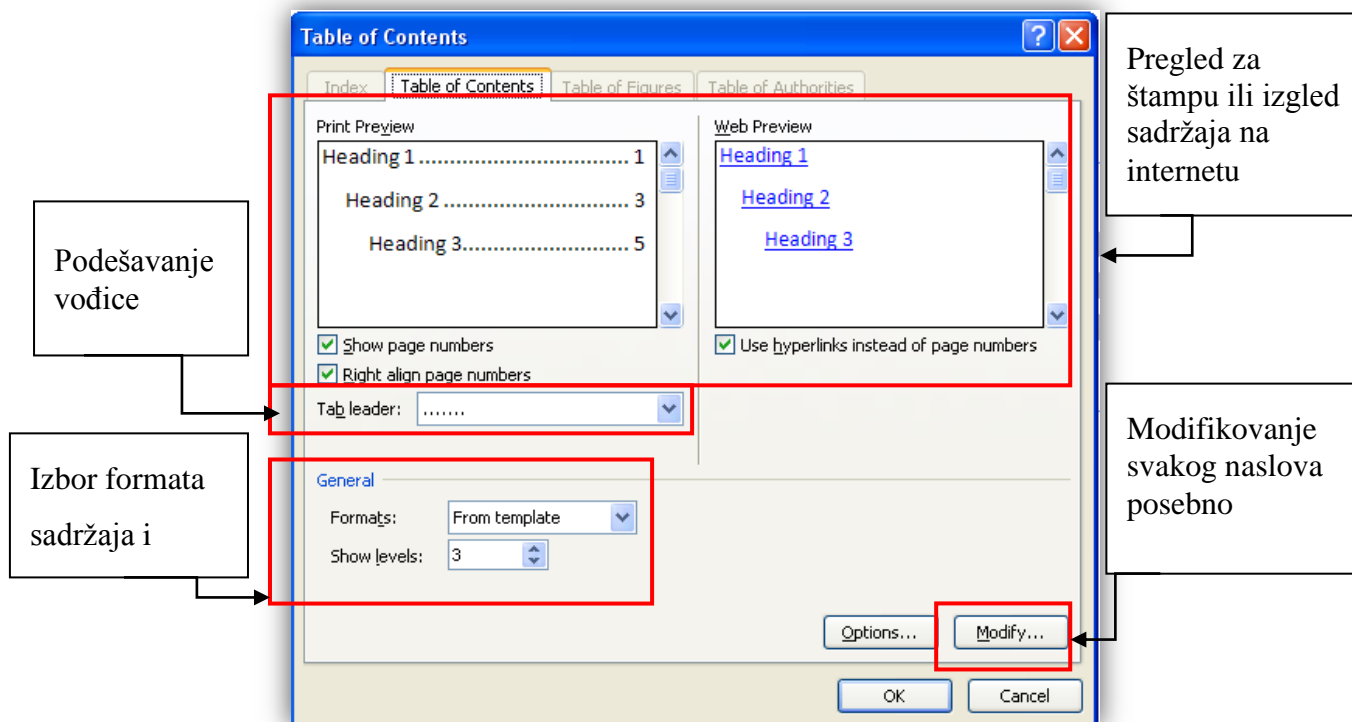 Table of Contents
Index Table of Contents Table of Figures Table of Authorities
Print Preview
Heading 1 ................................. 1
Heading 2 ............................. 3
Heading 3.......................... 5
Show page numbers
Right align page numbers
Tab leader: .......
Web Preview
Heading 1
Heading 2
Heading 3
Use hyperlinks instead of page numbers
General
Formats: From template
Show levels: 3
Options... Modify...
OK Cancel
Podešavanje
vođice
Izbor formata
sadržaja i
Pregled za
štampu ili izgled
sadržaja na
internetu
Modifikovanje
svakog naslova
posebno